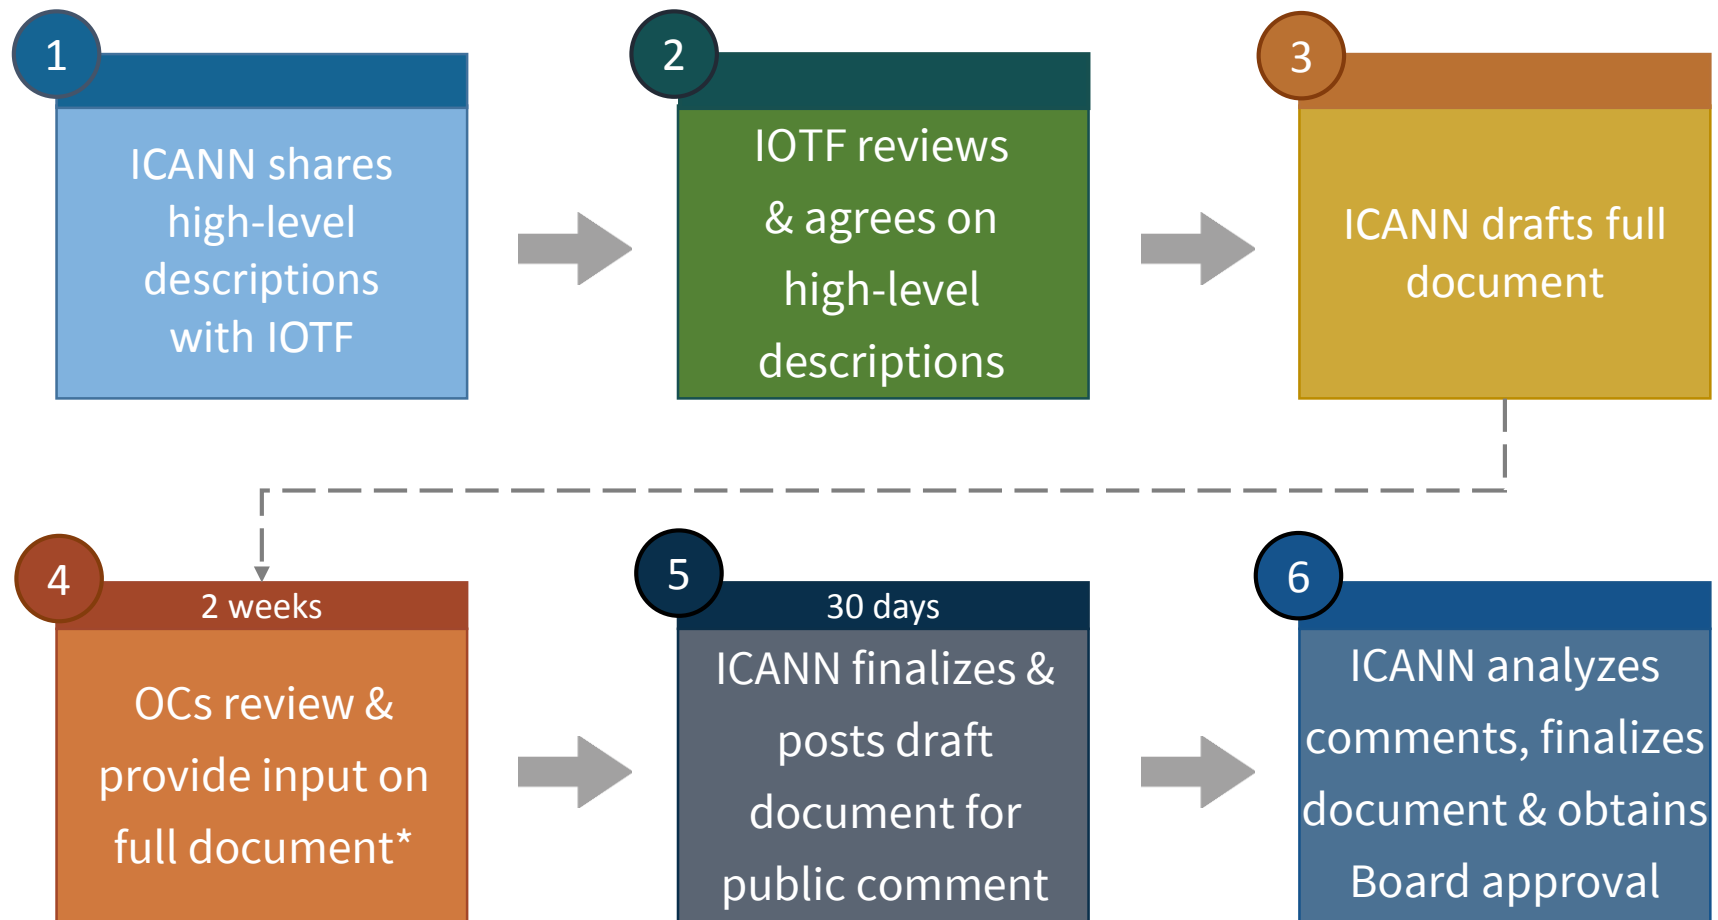 1
ICANN shares
high-level
descriptions
with IOTF
2
IOTF reviews
& agrees on
high-level
descriptions
3
ICANN drafts full
document
4
2 weeks
OCs review &
provide input on
full document*
5
30 days
ICANN finalizes &
posts draft
document for
public comment
6
ICANN analyzes
comments, finalizes
document & obtains
Board approval